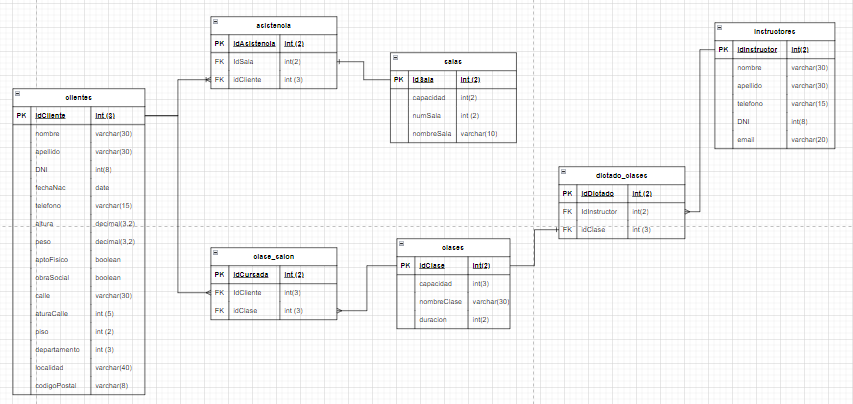 asistencia
PK IdAsistencia Int (2)
FK IdSala int(2)
FK idCliente int (3)
salas
PK IdSala Int (2)
capacidad int(2)
numSala int (2)
nombreSala varchar(10)
Instructores
PK IdInstructor Int(2)
nombre varchar(30)
apellido varchar(30)
telefono varchar(15)
DNI int(8)
email varchar(20)
clientes
PK IdCliente Int (3)
nombre varchar(30)
apellido varchar(30)
DNI int(8)
fechaNac date
telefono varchar(15)
altura decimal(3,2)
peso decimal(3,2)
aptoFisico boolean
obraSocial boolean
calle varchar(30)
aturaCalle int (5)
piso int (2)
departamento int (3)
localidad varchar(40)
codigoPostal varchar(8)
dictado_clases
PK IdDictado Int (2)
FK IdInstructor int(2)
FK idClase int (3)
clase_salon
PK IdCursada Int (2)
FK IdCliente int(3)
FK idClase int (3)
clases
PK IdClase Int(2)
capacidad int(3)
nombreClase varchar(30)
duracion int(2)